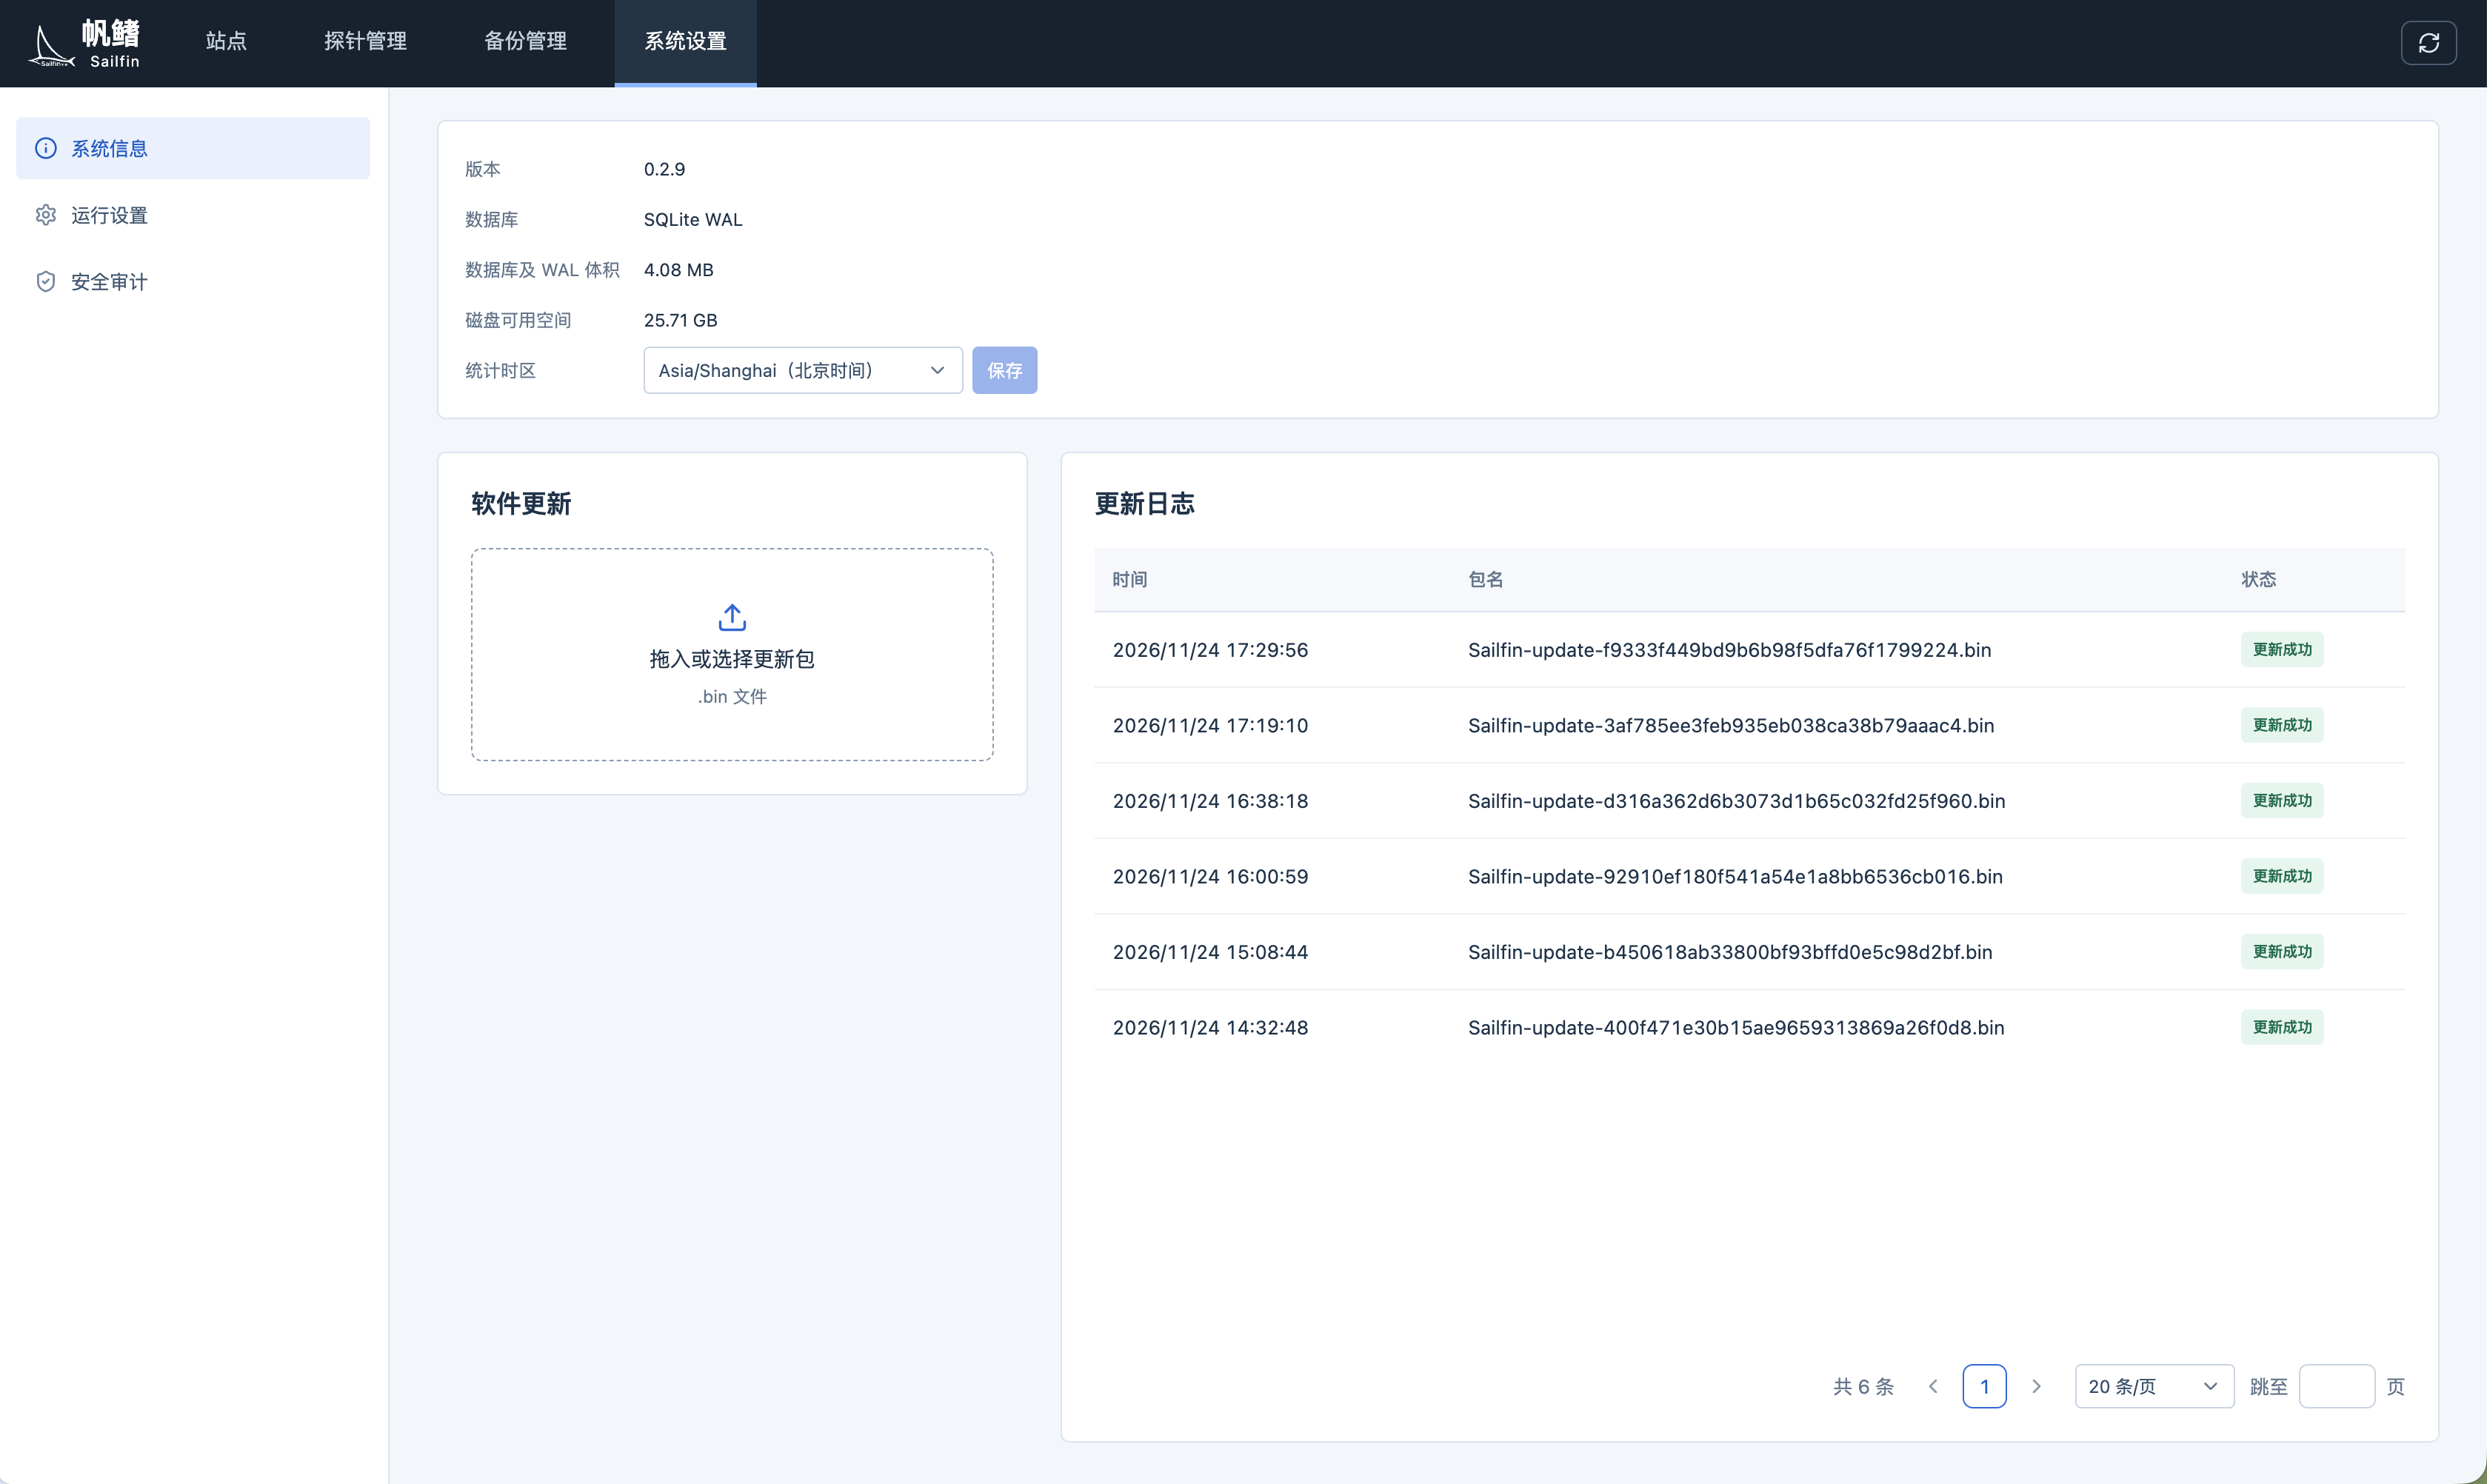 帆鳍
Sailfin
Sailfin
站点
探针管理
备份管理
系统设置
系统信息
运行设置
安全审计
版本 0.2.9
数据库 SQLite WAL
数据库及 WAL 体积 4.08 MB
磁盘可用空间 25.71 GB
统计时区 Asia/Shanghai（北京时间） 保存
软件更新
拖入或选择更新包
.bin 文件
更新日志
时间 包名 状态
2026/11/24 17:29:56 Sailfin-update-f9333f449bd9b6b98f5dfa76f1799224.bin 更新成功
2026/11/24 17:19:10 Sailfin-update-3af785ee3feb935eb038ca38b79aaac4.bin 更新成功
2026/11/24 16:38:18 Sailfin-update-d316a362d6b3073d1b65c032fd25f960.bin 更新成功
2026/11/24 16:00:59 Sailfin-update-92910ef180f541a54e1a8bb6536cb016.bin 更新成功
2026/11/24 15:08:44 Sailfin-update-b450618ab33800bf93bffd0e5c98d2bf.bin 更新成功
2026/11/24 14:32:48 Sailfin-update-400f471e30b15ae9659313869a26f0d8.bin 更新成功
共 6 条 1 20 条/页 跳至 页